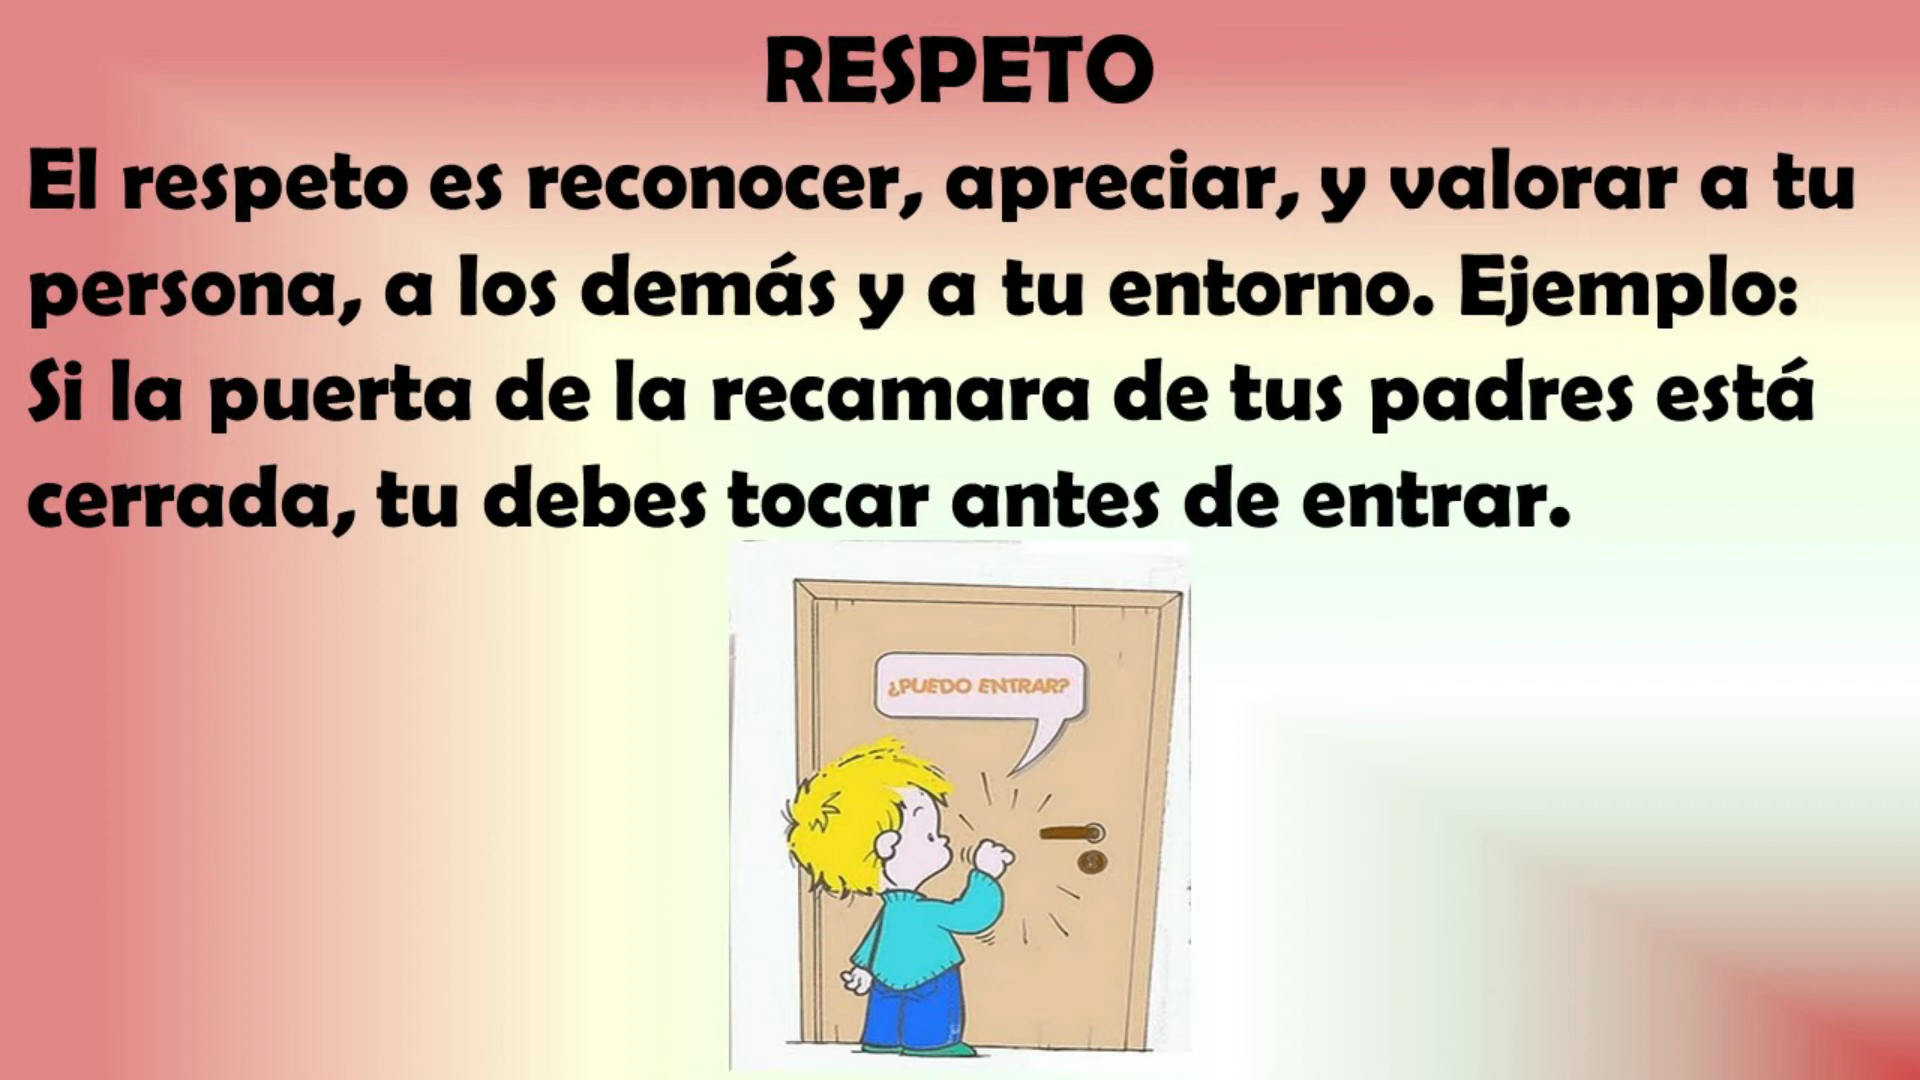 RESPETO
El respeto es reconocer, apreciar, y valorar a tu
persona, a los demás y a tu entorno. Ejemplo:
Si la puerta de la recamara de tus padres está
cerrada, tu debes tocar antes de entrar.
¿PUEDO ENTRAR?